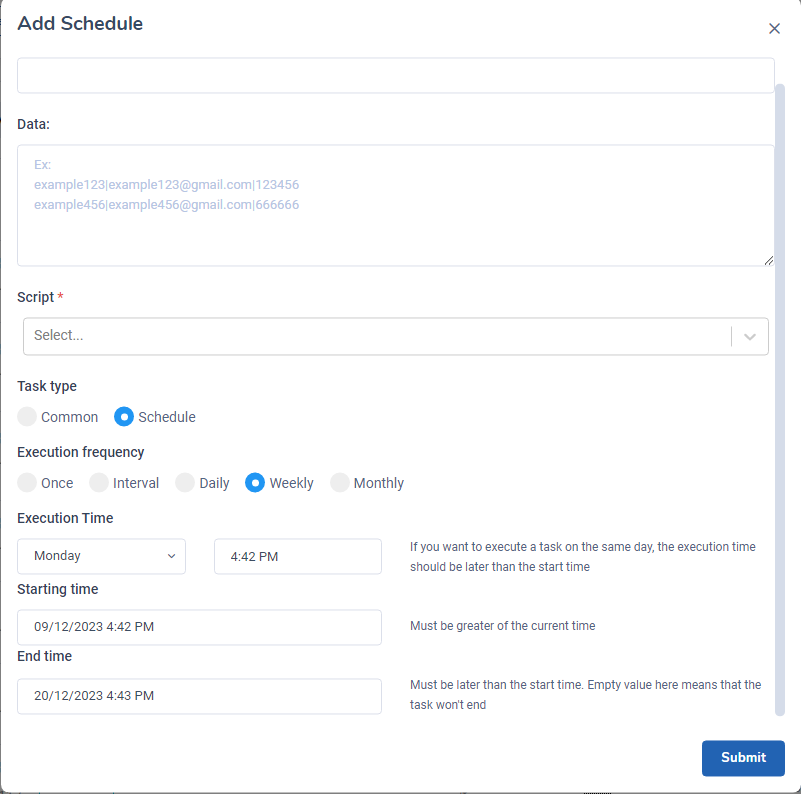 Add Schedule
Data:
Ex:
example123|example123@gmail.com|123456
example456|example456@gmail.com|666666
Script *
Select...
Task type
Common Schedule
Execution frequency
Once Interval Daily Weekly Monthly
Execution Time
Monday 4:42 PM
If you want to execute a task on the same day, the execution time
should be later than the start time
Starting time
09/12/2023 4:42 PM
Must be greater of the current time
End time
20/12/2023 4:43 PM
Must be later than the start time. Empty value here means that the
task won't end
Submit